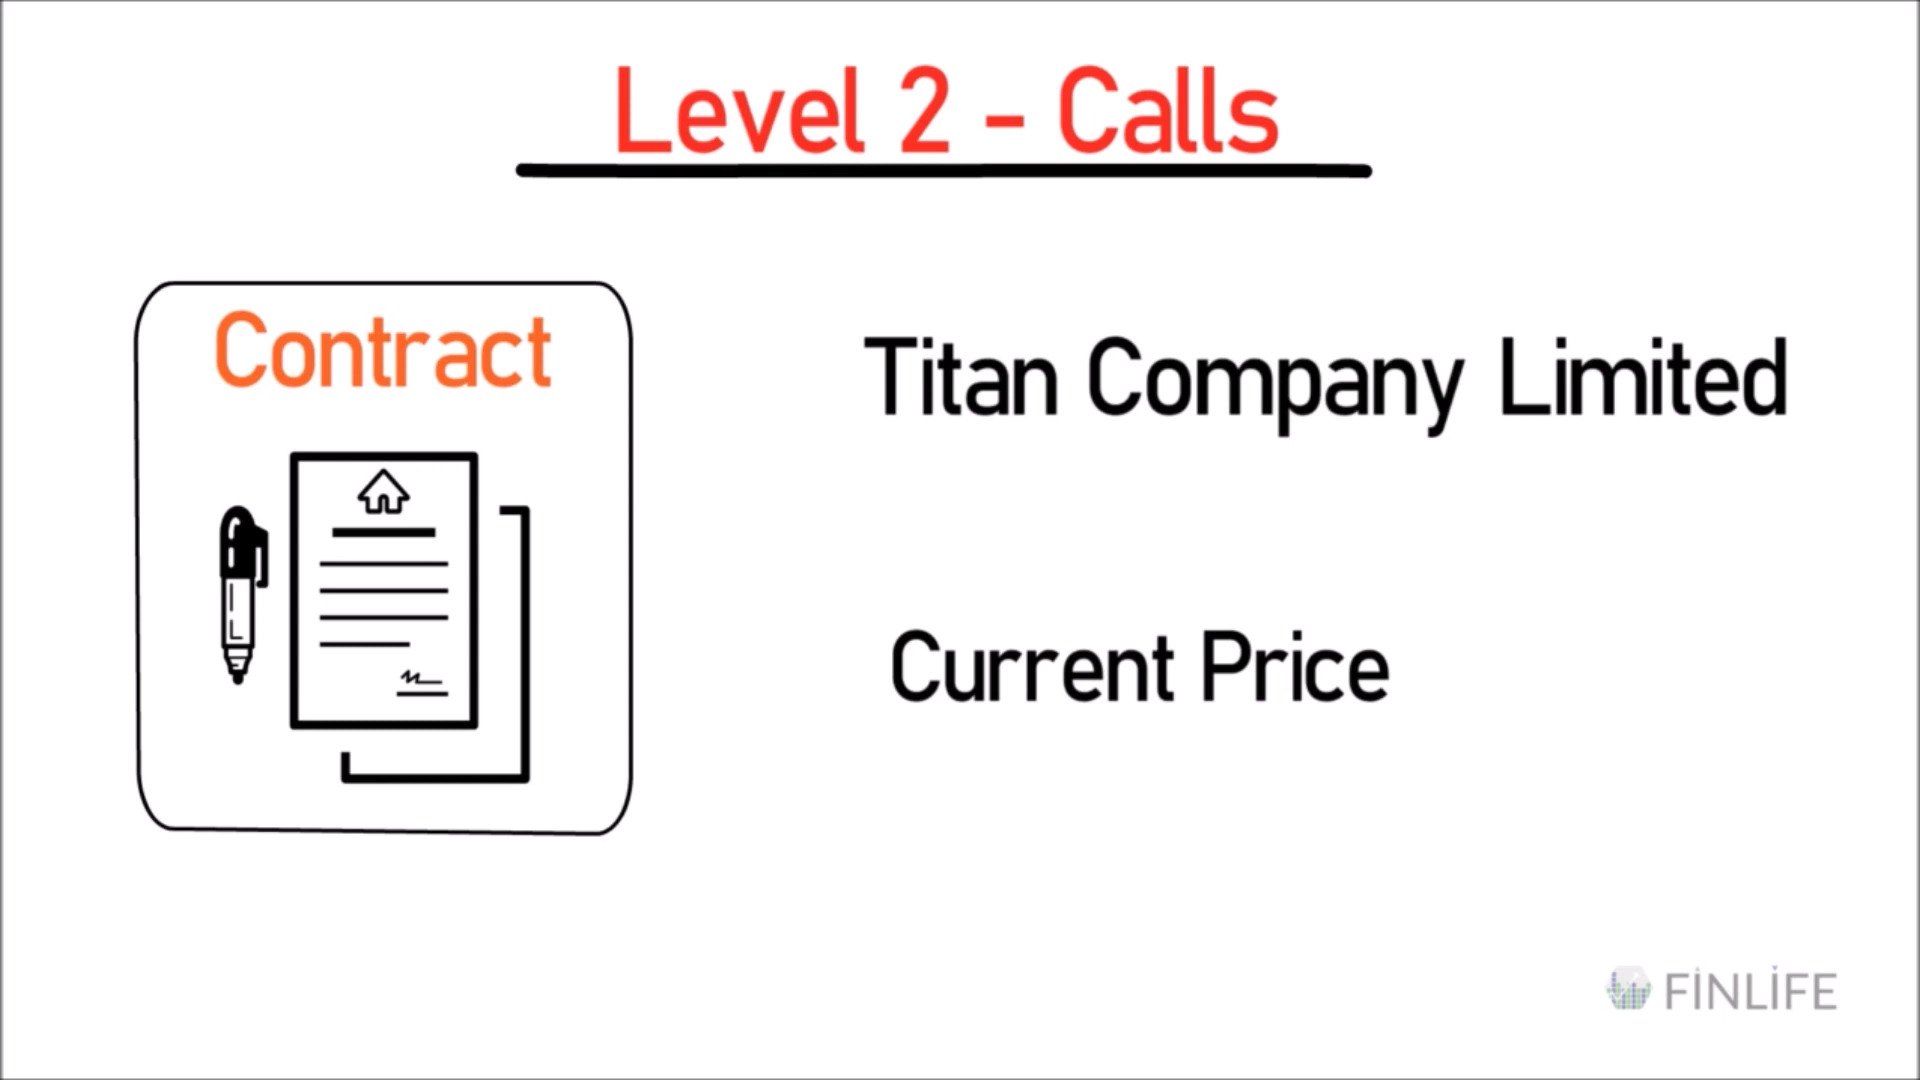 Level 2 - Calls
Contract
Titan Company Limited
Current Price
FINLIFE